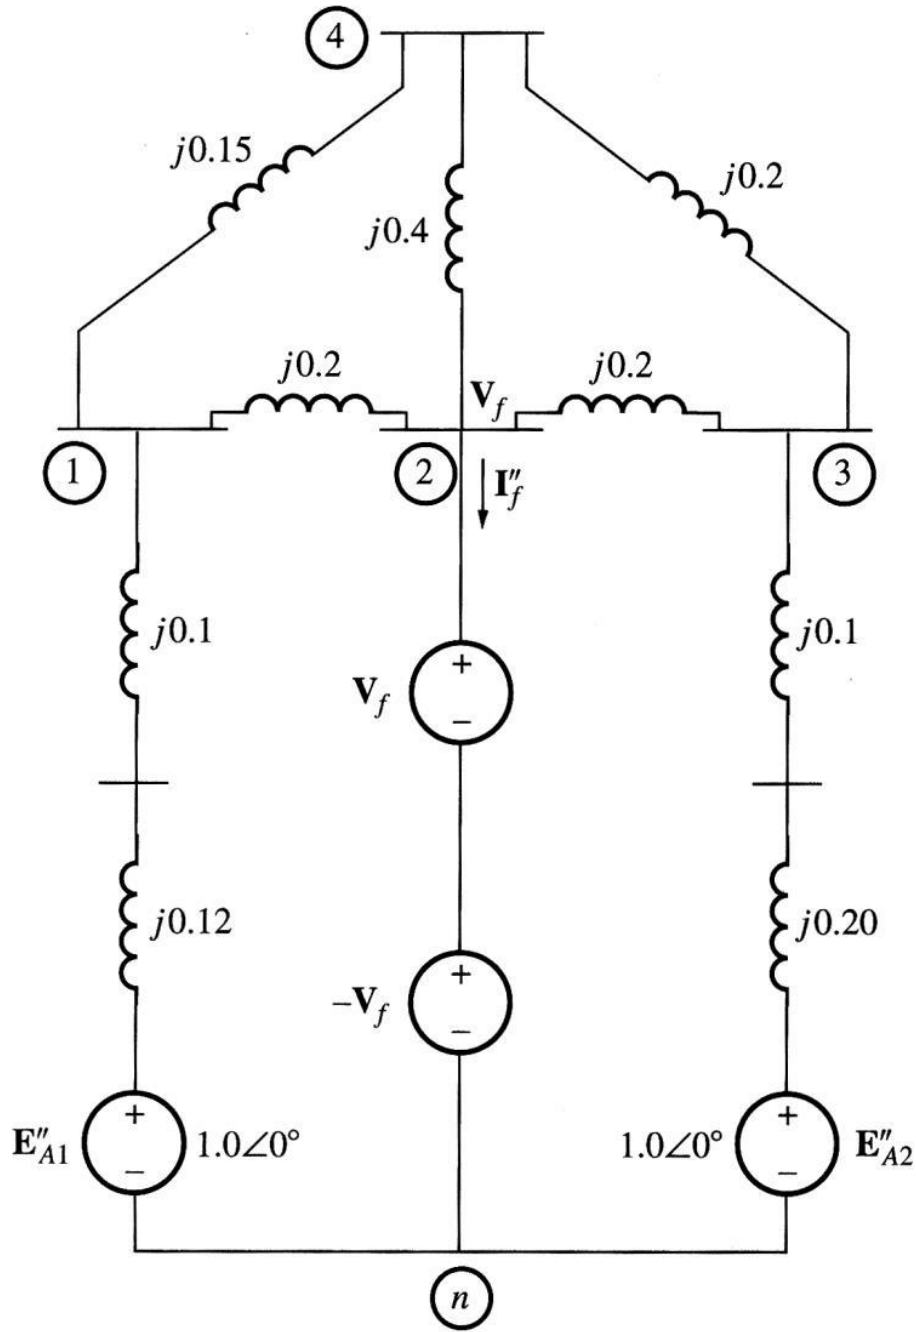 4
j0.15
j0.2
j0.4
j0.2
V_f
j0.2
1
2
I″_f
3
j0.1
j0.1
V_f
+
−
j0.12
j0.20
−V_f
+
−
E″_A1
+
−
1.0∠0°
1.0∠0°
+
−
E″_A2
n